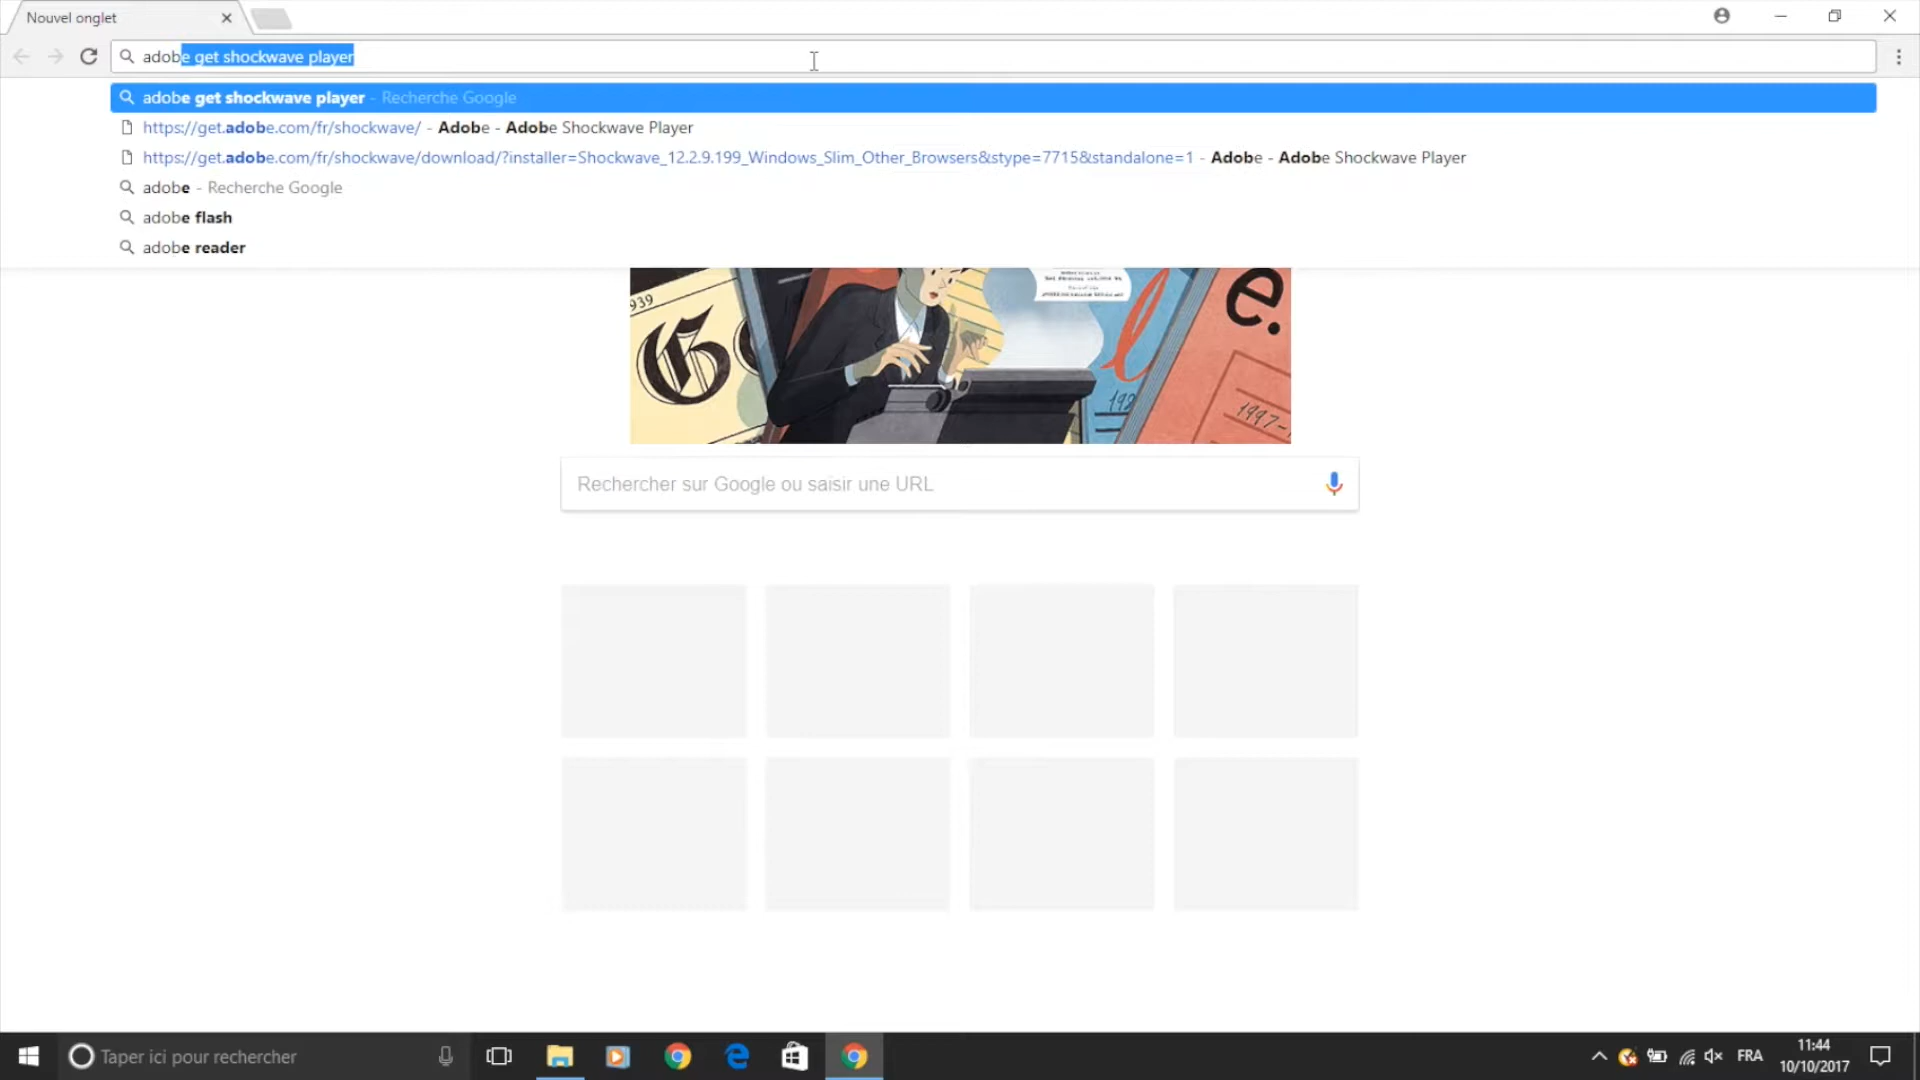 Nouvel onglet
adobe get shockwave player
adobe get shockwave player - Recherche Google
https://get.adobe.com/fr/shockwave/ - Adobe - Adobe Shockwave Player
https://get.adobe.com/fr/shockwave/download/?installer=Shockwave_12.2.9.199_Windows_Slim_Other_Browsers&stype=7715&standalone=1 - Adobe - Adobe Shockwave Player
adobe - Recherche Google
adobe flash
adobe reader
939
G
l
e.
192
1997-
Rechercher sur Google ou saisir une URL
Taper ici pour rechercher
FRA
11:44
10/10/2017